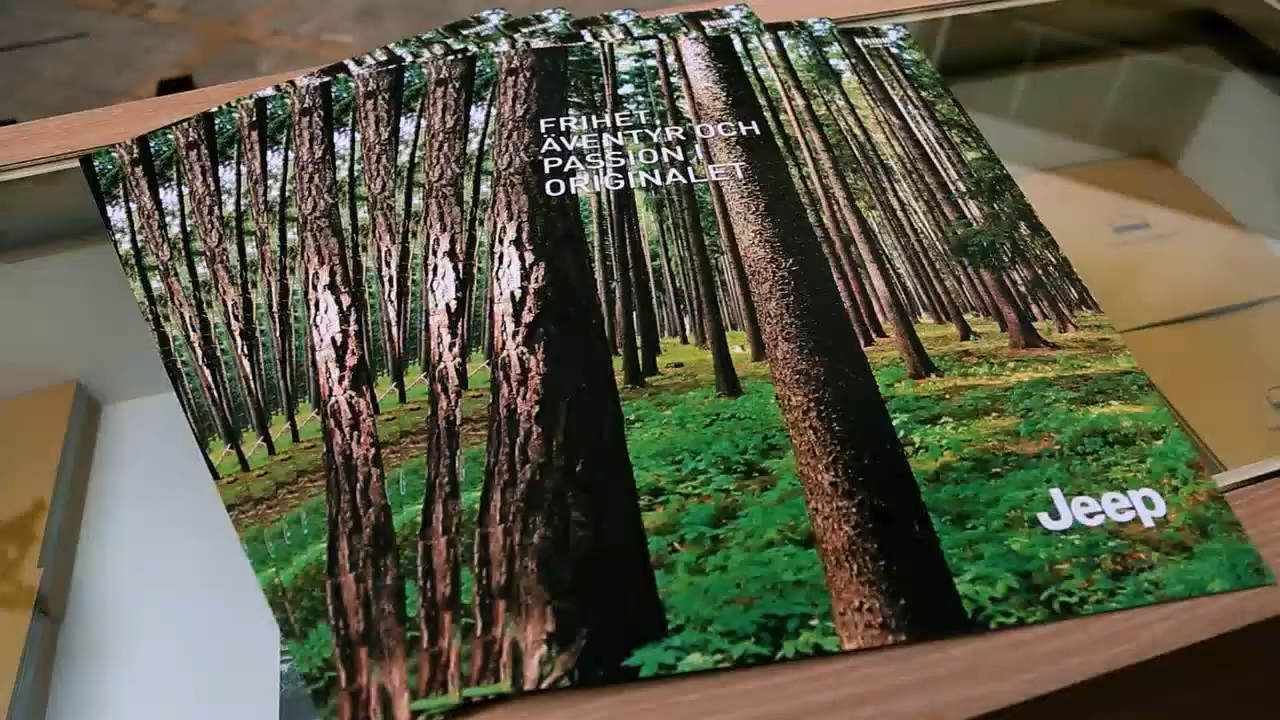 FRIHET,
ÄVENTYR OCH
PASSION I
ORIGINALET
Jeep